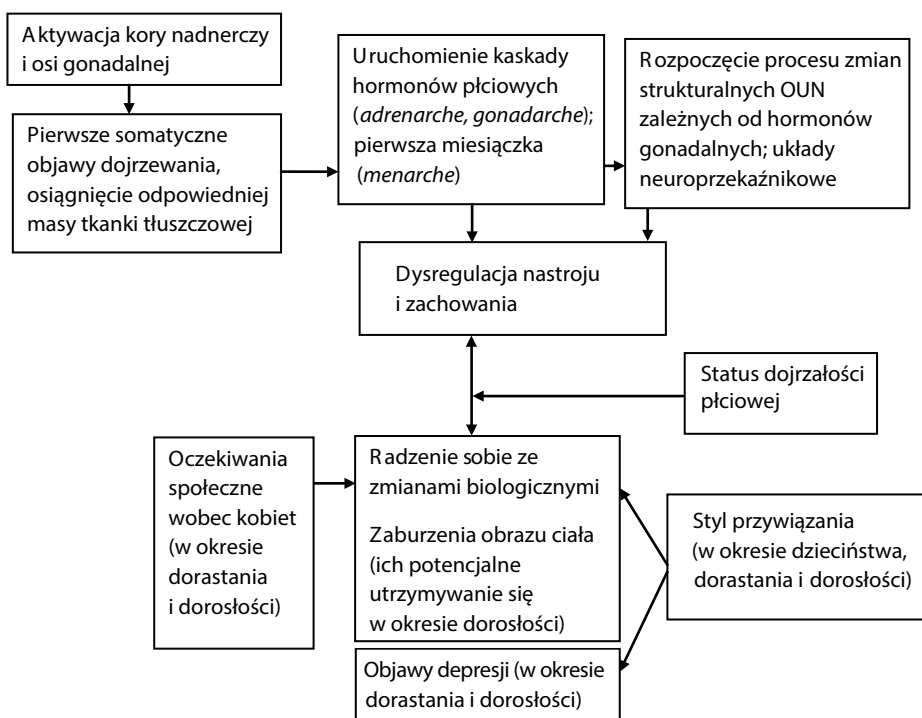 Aktywacja kory nadnerczy
i osi gonadalnej
Pierwsze somatyczne
objawy dojrzewania,
osiągnięcie odpowiedniej
masy tkanki tłuszczowej
Uruchomienie kaskady
hormonów płciowych
(adrenarche, gonadarche);
pierwsza miesiączka
(menarche)
Rozpoczęcie procesu zmian
strukturalnych OUN
zależnych od hormonów
gonadalnych; układy
neuroprzekaźnikowe
Dysregulacja nastroju
i zachowania
Status dojrzałości
płciowej
Oczekiwania
społeczne
wobec kobiet
(w okresie
dorastania
i dorosłości)
Radzenie sobie ze
zmianami biologicznymi
Zaburzenia obrazu ciała
(ich potencjalne
utrzymywanie się
w okresie dorosłości)
Styl przywiązania
(w okresie dzieciństwa,
dorastania i dorosłości)
Objawy depresji (w okresie
dorastania i dorosłości)